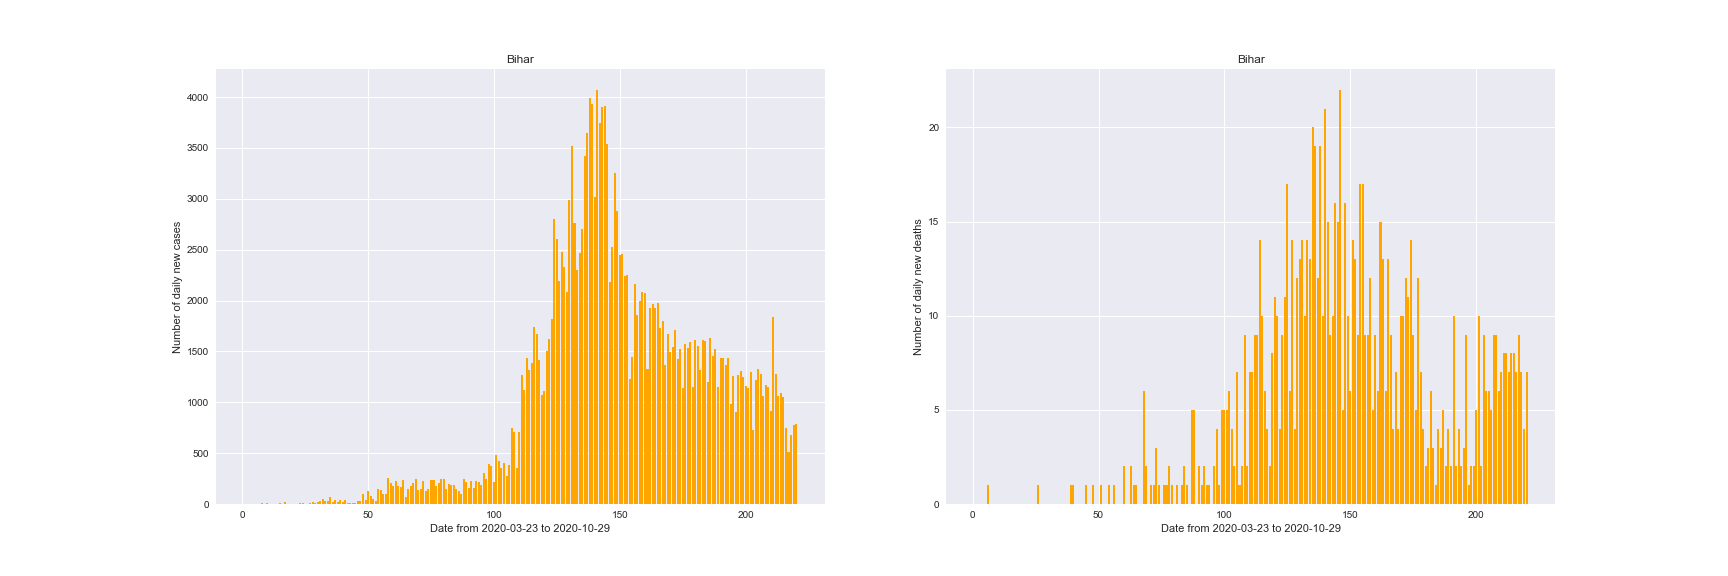 Bihar
Number of daily new cases
4000
3500
3000
2500
2000
1500
1000
500
0
0 50 100 150 200
Date from 2020-03-23 to 2020-10-29
Bihar
Number of daily new deaths
20
15
10
5
0
0 50 100 150 200
Date from 2020-03-23 to 2020-10-29